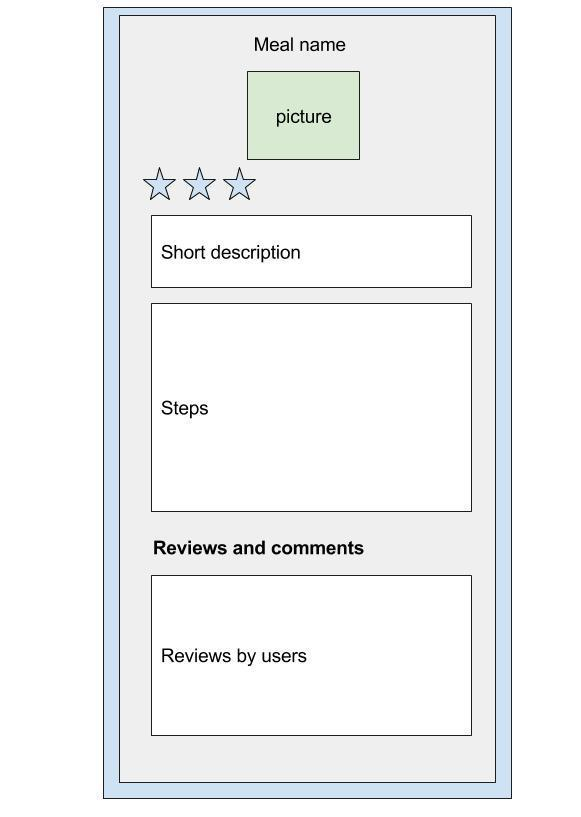 Meal name
picture
Short description
Steps
Reviews and comments
Reviews by users